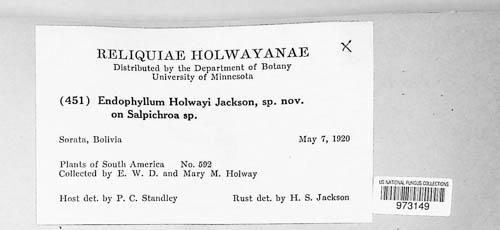 RELIQUIAE HOLWAYANAE
Distributed by the Department of Botany
University of Minnesota
(451) Endophyllum Holwayi Jackson, sp. nov.
on Salpichroa sp.
Sorata, Bolivia May 7, 1920
Plants of South America No. 592
Collected by E. W. D. and Mary M. Holway
Host det. by P. C. Standley Rust det. by H. S. Jackson
US NATIONAL FUNGUS COLLECTIONS
973149